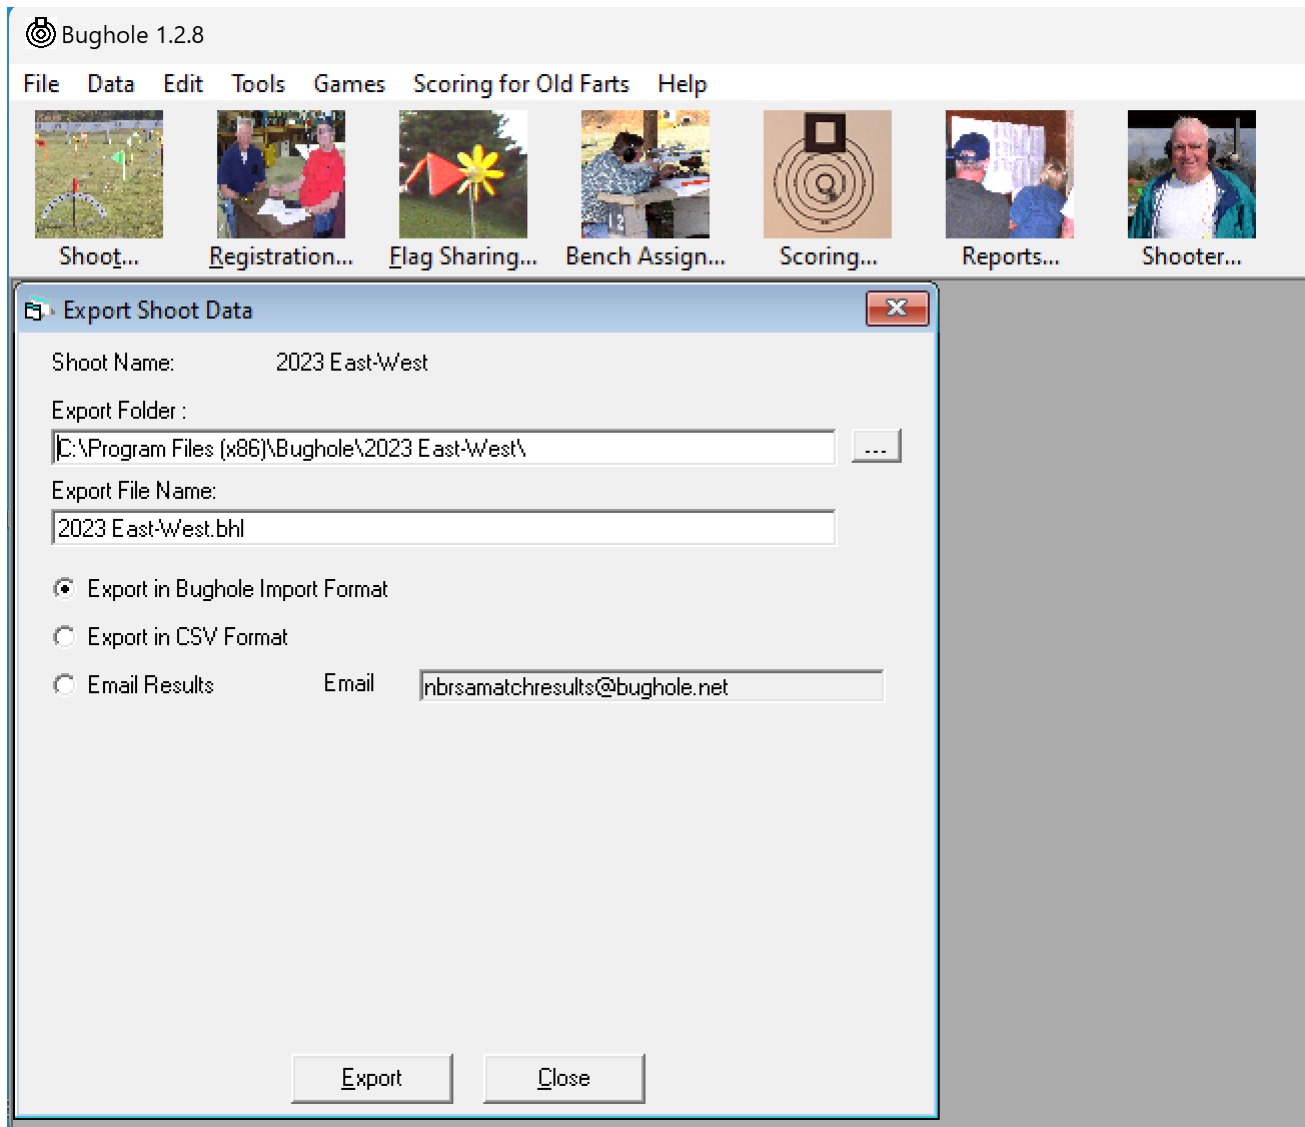 Bughole 1.2.8
File Data Edit Tools Games Scoring for Old Farts Help
Shoot... Registration... Flag Sharing... Bench Assign... Scoring... Reports... Shooter...
Export Shoot Data
Shoot Name: 2023 East-West
Export Folder :
C:\Program Files (x86)\Bughole\2023 East-West\
...
Export File Name:
2023 East-West.bhl
Export in Bughole Import Format
Export in CSV Format
Email Results Email nbrsamatchresults@bughole.net
Export Close